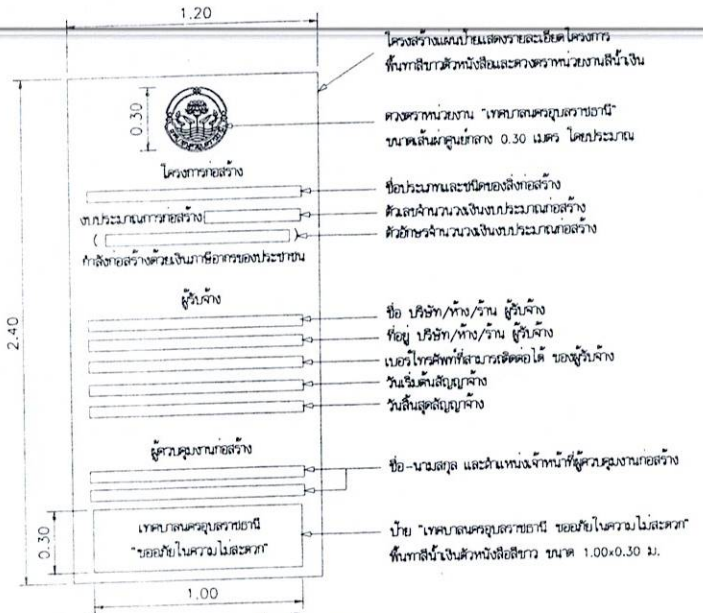 1.20
โครงสร้างแผ่นป้ายแสดงรายละเอียดโครงการ
พื้นทาสีขาวตัวหนังสือและดวงตราหน่วยงานสีน้ำเงิน
0.30
ดวงตราหน่วยงาน "เทศบาลนครอุบลราชธานี"
ขนาดเส้นผ่าศูนย์กลาง 0.30 เมตร โดยประมาณ
โครงการก่อสร้าง
ชื่อประเภทและชนิดของสิ่งก่อสร้าง
งบประมาณการก่อสร้าง
ตัวเลขจำนวนวงเงินงบประมาณก่อสร้าง
( )
ตัวอักษรจำนวนวงเงินงบประมาณก่อสร้าง
กำลังก่อสร้างด้วยเงินภาษีอากรของประชาชน
2.40
ผู้รับจ้าง
ชื่อ บริษัท/ห้าง/ร้าน ผู้รับจ้าง
ที่อยู่ บริษัท/ห้าง/ร้าน ผู้รับจ้าง
เบอร์โทรศัพท์ที่สามารถติดต่อได้ ของผู้รับจ้าง
วันเริ่มต้นสัญญาจ้าง
วันสิ้นสุดสัญญาจ้าง
ผู้ควบคุมงานก่อสร้าง
ชื่อ-นามสกุล และตำแหน่งเจ้าหน้าที่ผู้ควบคุมงานก่อสร้าง
0.30
เทศบาลนครอุบลราชธานี
"ขออภัยในความไม่สะดวก"
ป้าย "เทศบาลนครอุบลราชธานี ขออภัยในความไม่สะดวก"
พื้นทาสีน้ำเงินตัวหนังสือสีขาว ขนาด 1.00x0.30 ม.
1.00